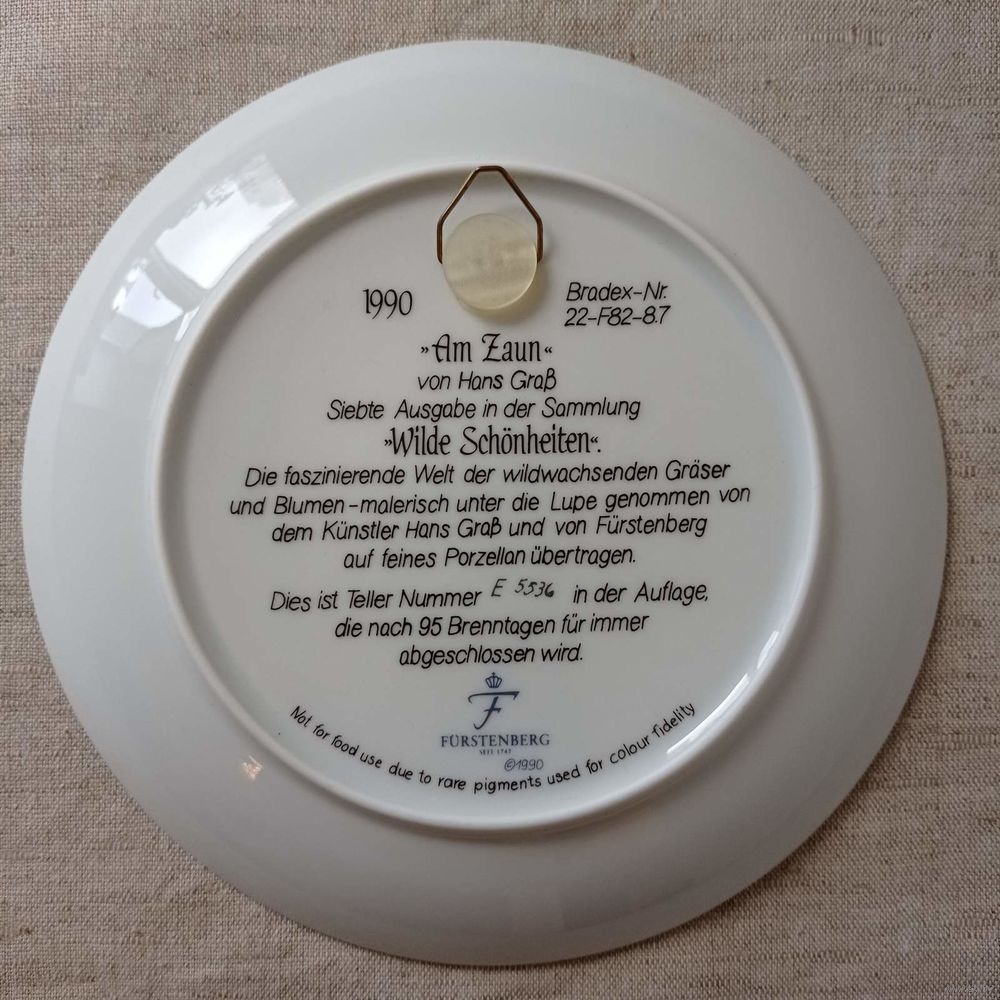 1990
Bradex-Nr.
22-F82-8.7
»Am Zaun«
von Hans Graß
Siebte Ausgabe in der Sammlung
»Wilde Schönheiten«.
Die faszinierende Welt der wildwachsenden Gräser
und Blumen-malerisch unter die Lupe genommen von
dem Künstler Hans Graß und von Fürstenberg
auf feines Porzellan übertragen.
Dies ist Teller Nummer E 5536 in der Auflage,
die nach 95 Brenntagen für immer
abgeschlossen wird.
F
FÜRSTENBERG
SEIT 1747
©1990
Not for food use due to rare pigments used for colour fidelity